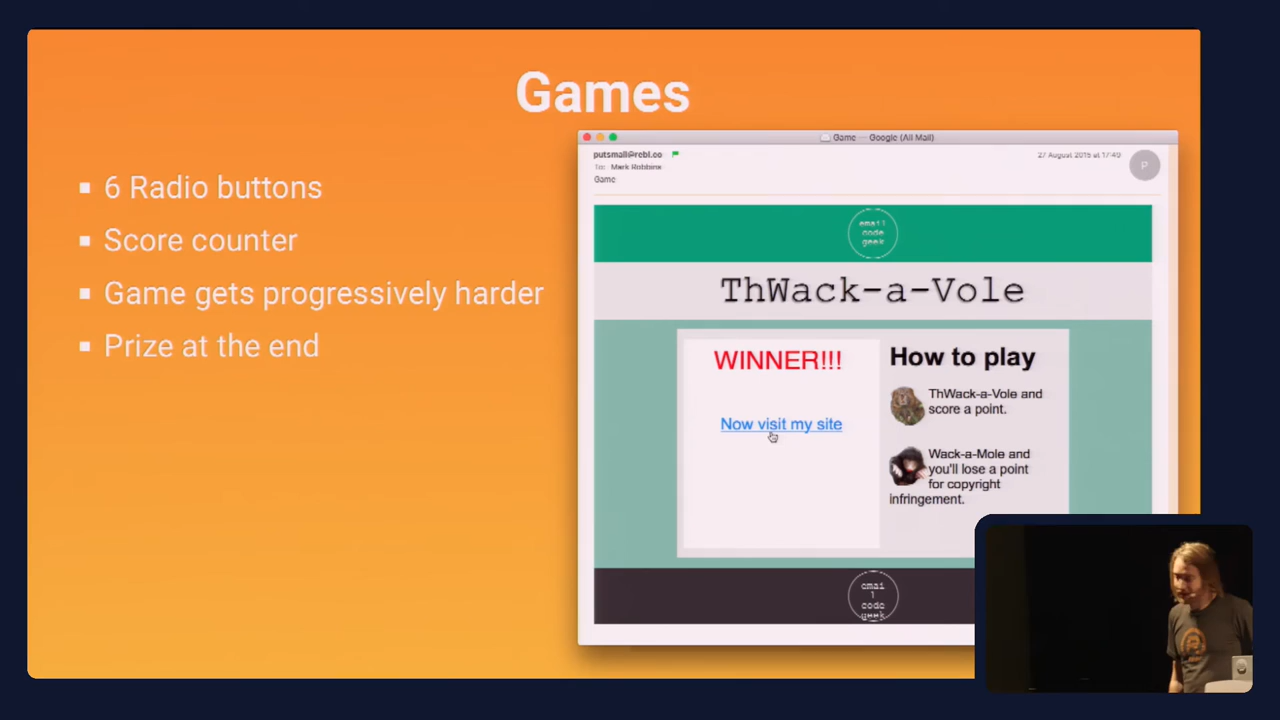 Games
6 Radio buttons
Score counter
Game gets progressively harder
Prize at the end
Game — Google (All Mail)
putsmail@rebl.co
27 August 2015 at 17:40
P
To: Mark Robbins
Game
email
code
geek
ThWack-a-Vole
WINNER!!!
Now visit my site
How to play
ThWack-a-Vole and
score a point.
Wack-a-Mole and
you'll lose a point
for copyright
infringement.
emai
l
code
geek